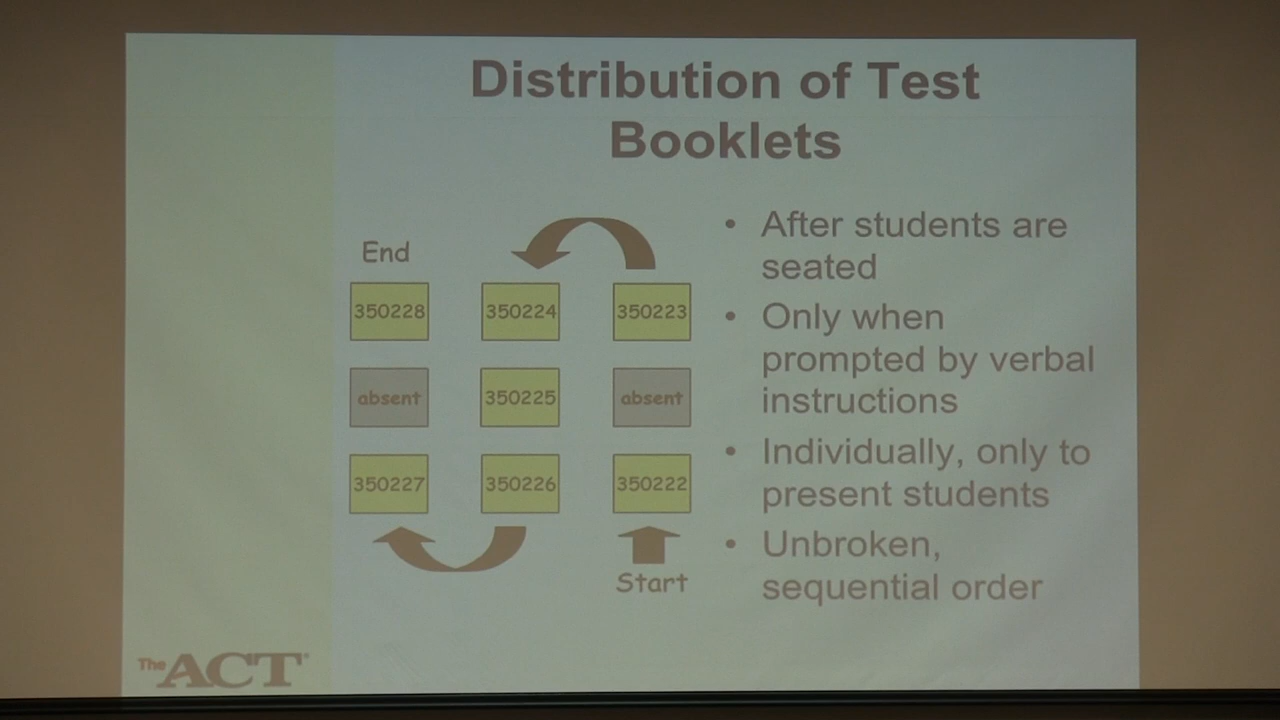 Distribution of Test
Booklets
End
350228 350224 350223
absent 350225 absent
350227 350226 350222
Start
• After students are
seated
• Only when
prompted by verbal
instructions
• Individually, only to
present students
• Unbroken,
sequential order
The ACT®